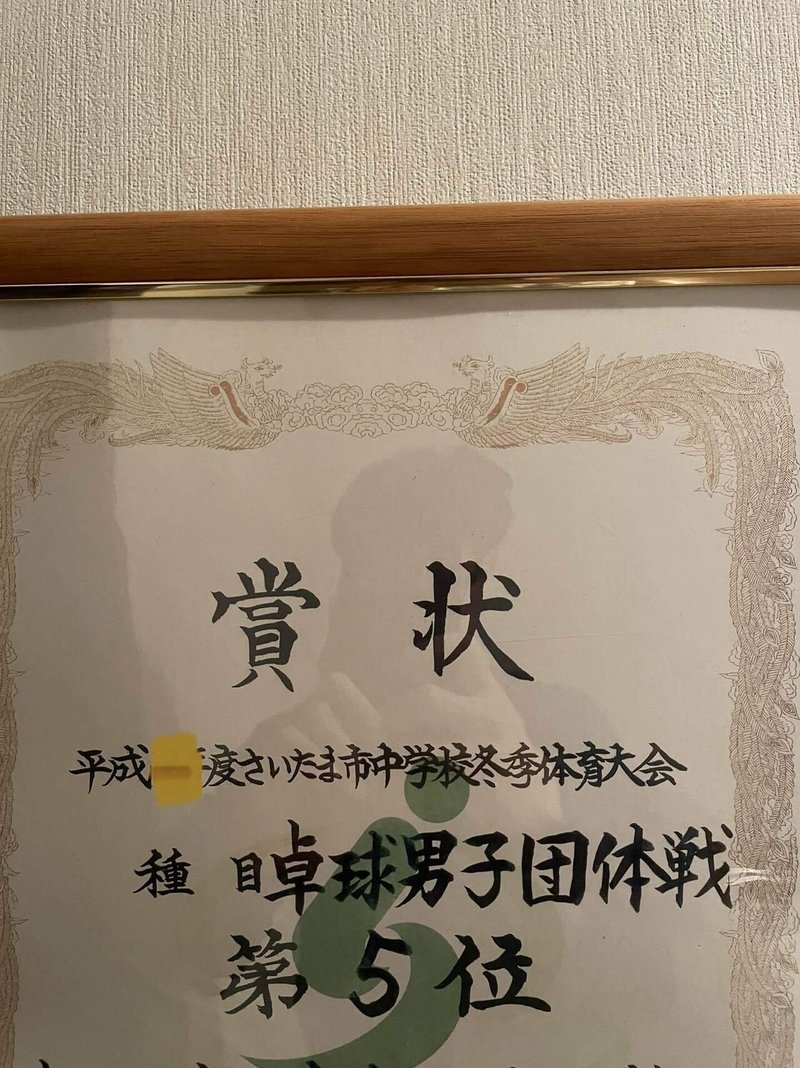 賞状
平成 年度さいたま市中学校冬季体育大会
種目卓球男子団体戦
第5位